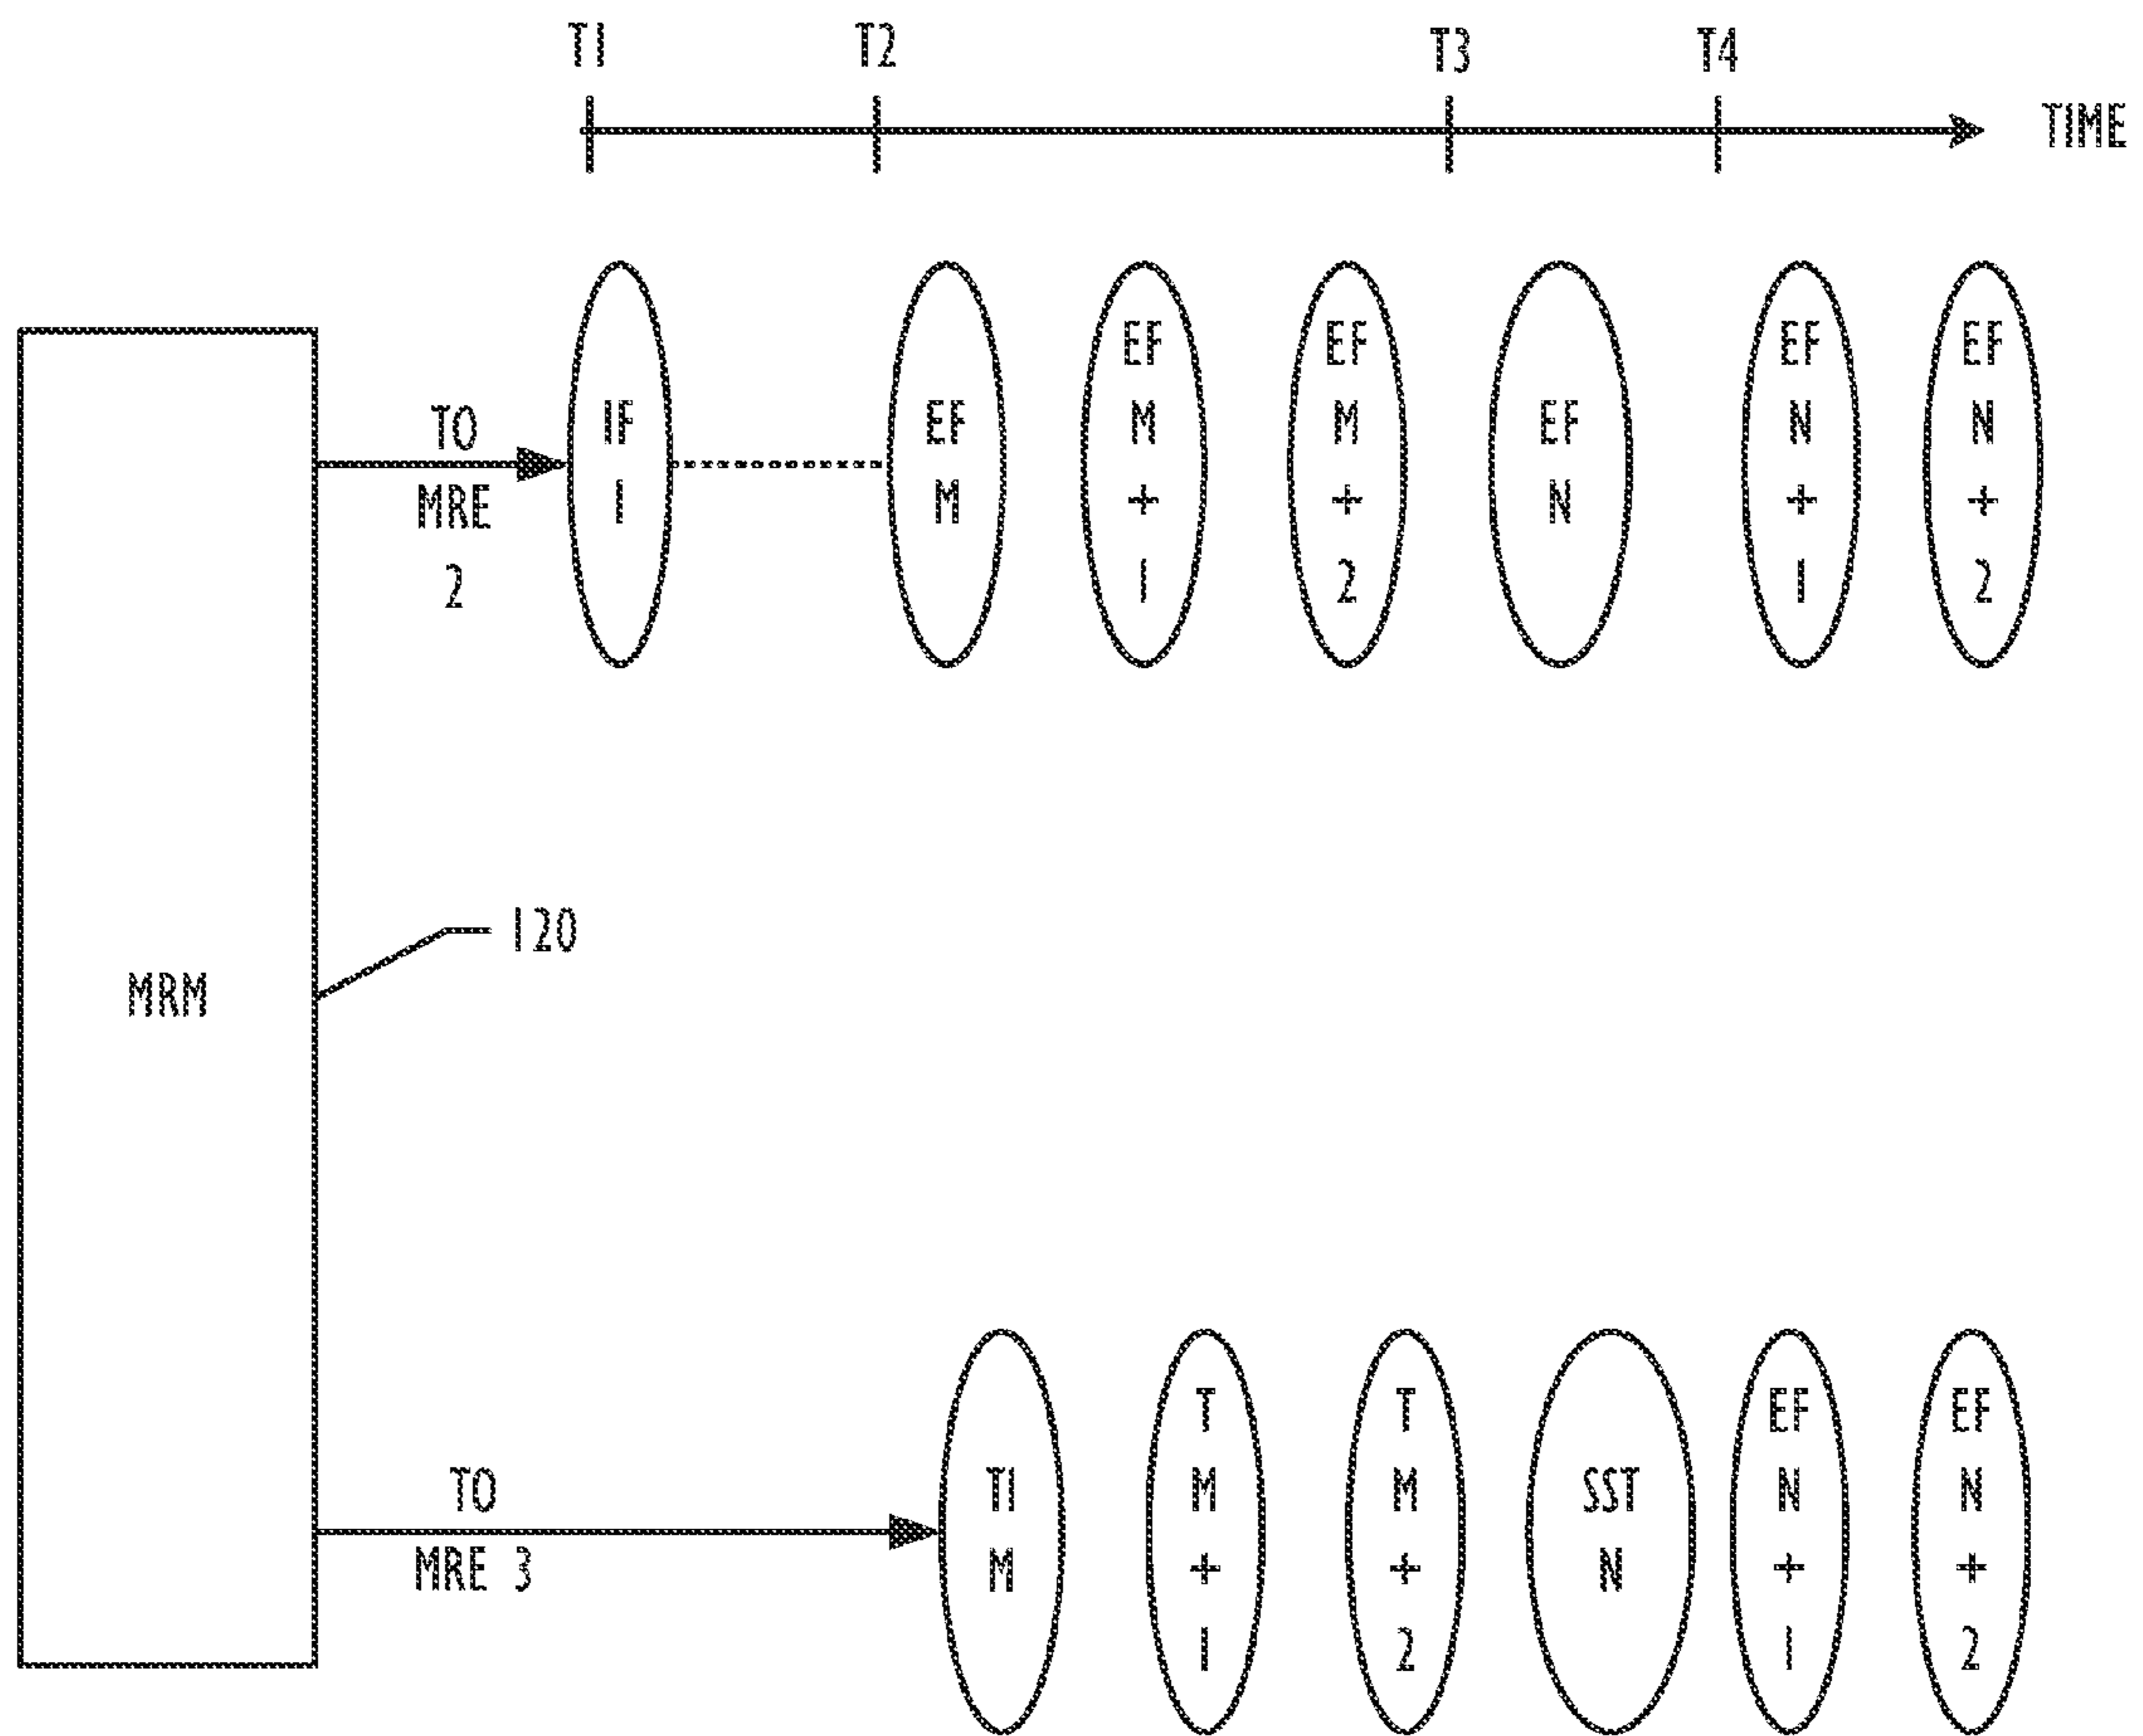 T1 T2 T3 T4
TIME
TO
MRE
2
IF
1
EF
M
EF
M
+
1
EF
M
+
2
EF
N
EF
N
+
1
EF
N
+
2
120
MRM
TO
MRE 3
TI
M
T
M
+
1
T
M
+
2
SST
N
EF
N
+
1
EF
N
+
2